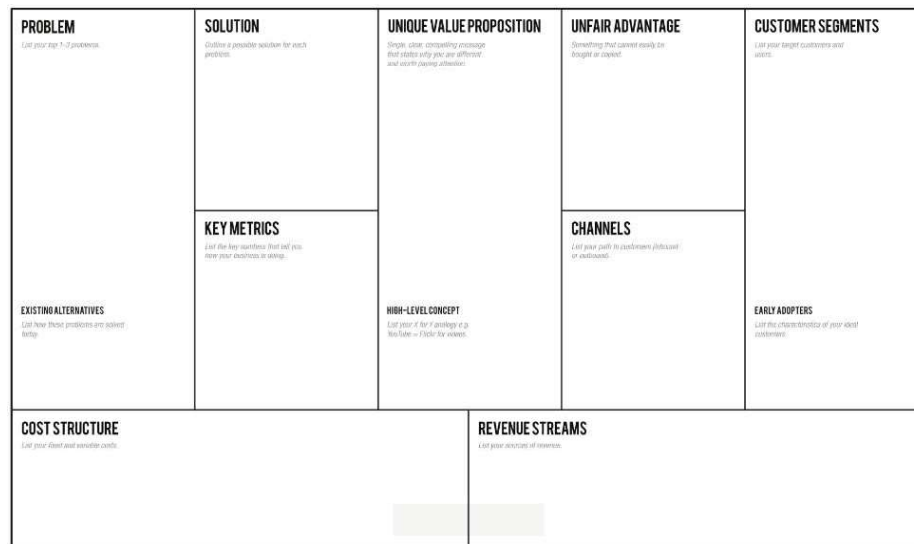 PROBLEM
List your top 1-3 problems.
EXISTING ALTERNATIVES
List how these problems are solved
today.
SOLUTION
Outline a possible solution for each
problem.
KEY METRICS
List the key numbers that tell you
how your business is doing.
UNIQUE VALUE PROPOSITION
Single, clear, compelling message
that states why you are different
and worth paying attention.
HIGH-LEVEL CONCEPT
List your X for Y analogy e.g.
YouTube = Flickr for videos.
UNFAIR ADVANTAGE
Something that cannot easily be
bought or copied.
CHANNELS
List your path to customers (inbound
or outbound).
CUSTOMER SEGMENTS
List your target customers and
users.
EARLY ADOPTERS
List the characteristics of your ideal
customers.
COST STRUCTURE
List your fixed and variable costs.
REVENUE STREAMS
List your sources of revenue.